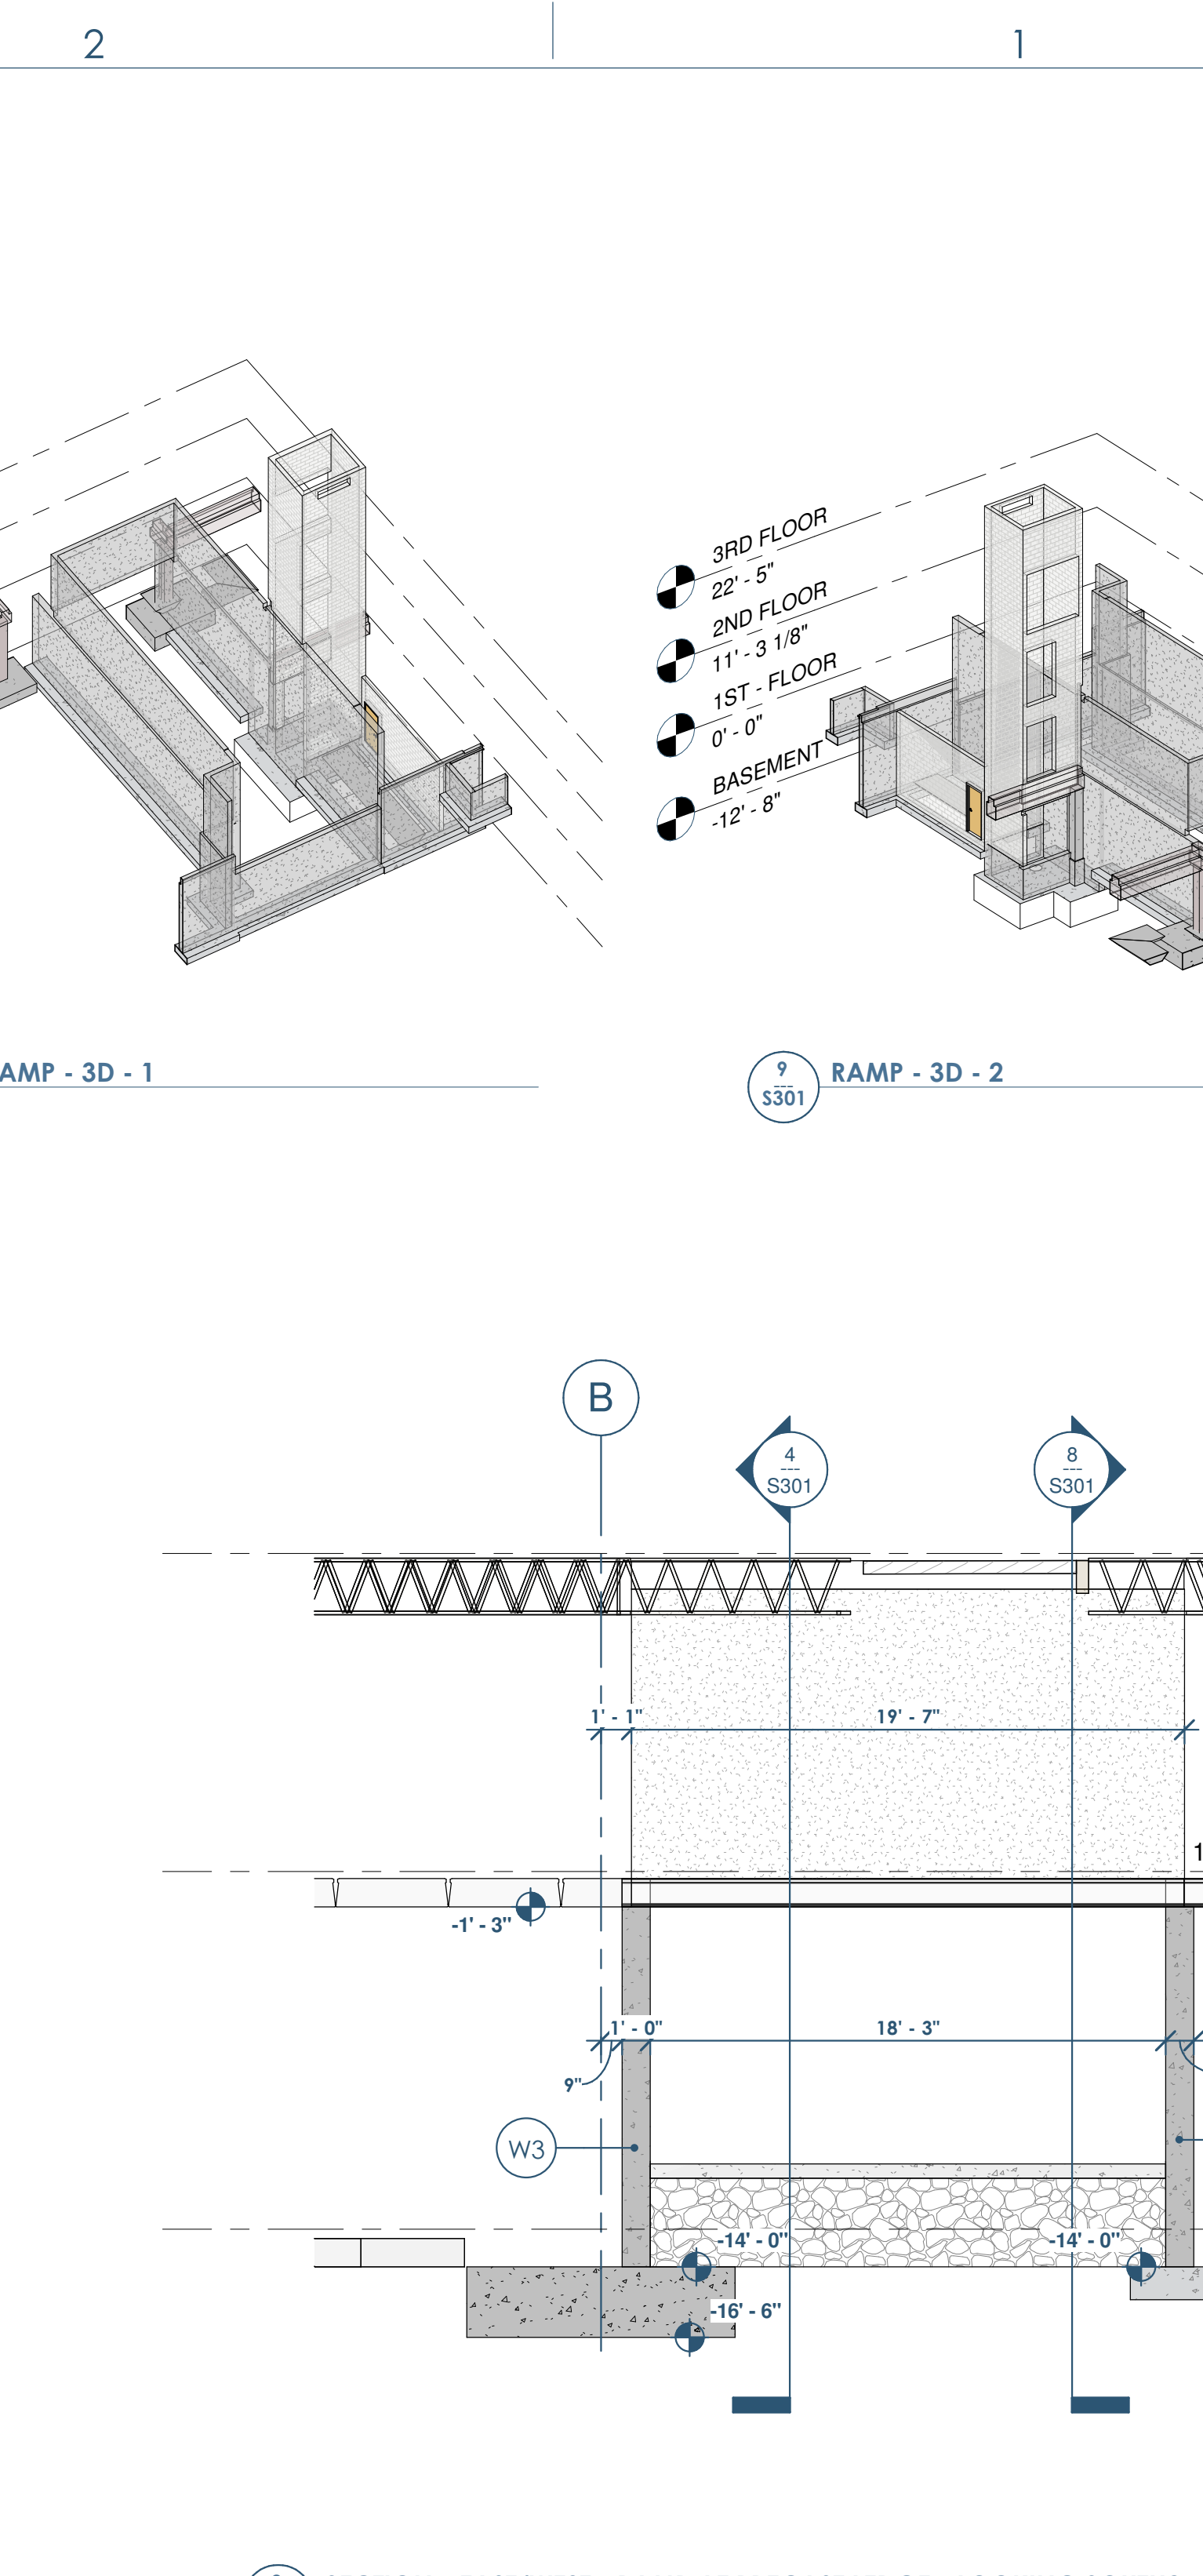 2
1
3RD FLOOR
22' - 5"
2ND FLOOR
11' - 3 1/8"
1ST - FLOOR
0' - 0"
BASEMENT
-12' - 8"
AMP - 3D - 1
9
---
S301
RAMP - 3D - 2
B
4
---
S301
8
---
S301
1' - 1"
19' - 7"
1
-1' - 3"
1' - 0"
18' - 3"
9"
W3
-14' - 0"
-14' - 0"
-16' - 6"